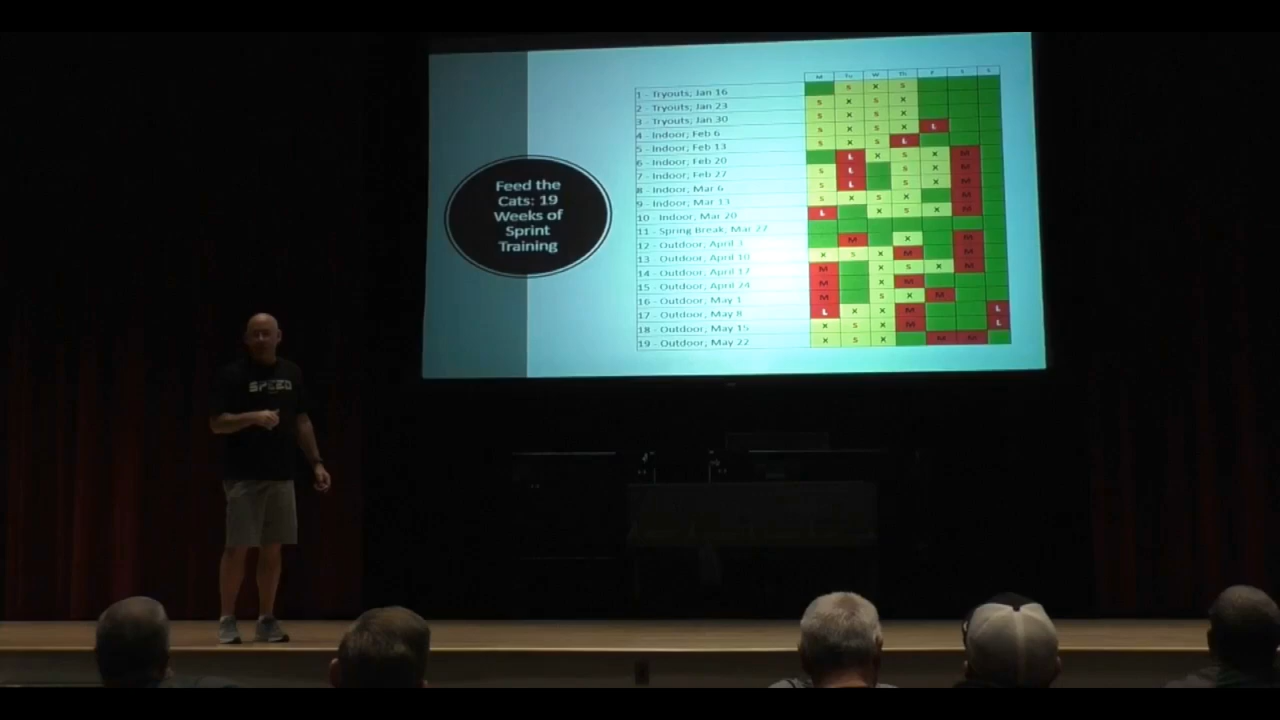 Feed the
Cats: 19
Weeks of
Sprint
Training
M Tu W Th F S S
1 - Tryouts; Jan 16 S X S
2 - Tryouts; Jan 23 S X S X
3 - Tryouts; Jan 30 S X S X
4 - Indoor; Feb 6 S X S X L
5 - Indoor; Feb 13 S X S L
6 - Indoor; Feb 20 L X S X M
7 - Indoor; Feb 27 S L S X M
8 - Indoor, Mar 6 S L S X M
9 - Indoor; Mar 13 S X S X M
10 - Indoor; Mar 20 L X S X M
11 - Spring Break, Mar 27
12 - Outdoor; April 3 M X M
13 - Outdoor; April 10 X S X M M
14 - Outdoor; April 17 M X S X M
15 - Outdoor; April 24 M X M
16 - Outdoor; May 1 M S X M
17 - Outdoor; May 8 L X X M L
18 - Outdoor; May 15 X S X M L
19 - Outdoor; May 22 X S X M M
SPEED